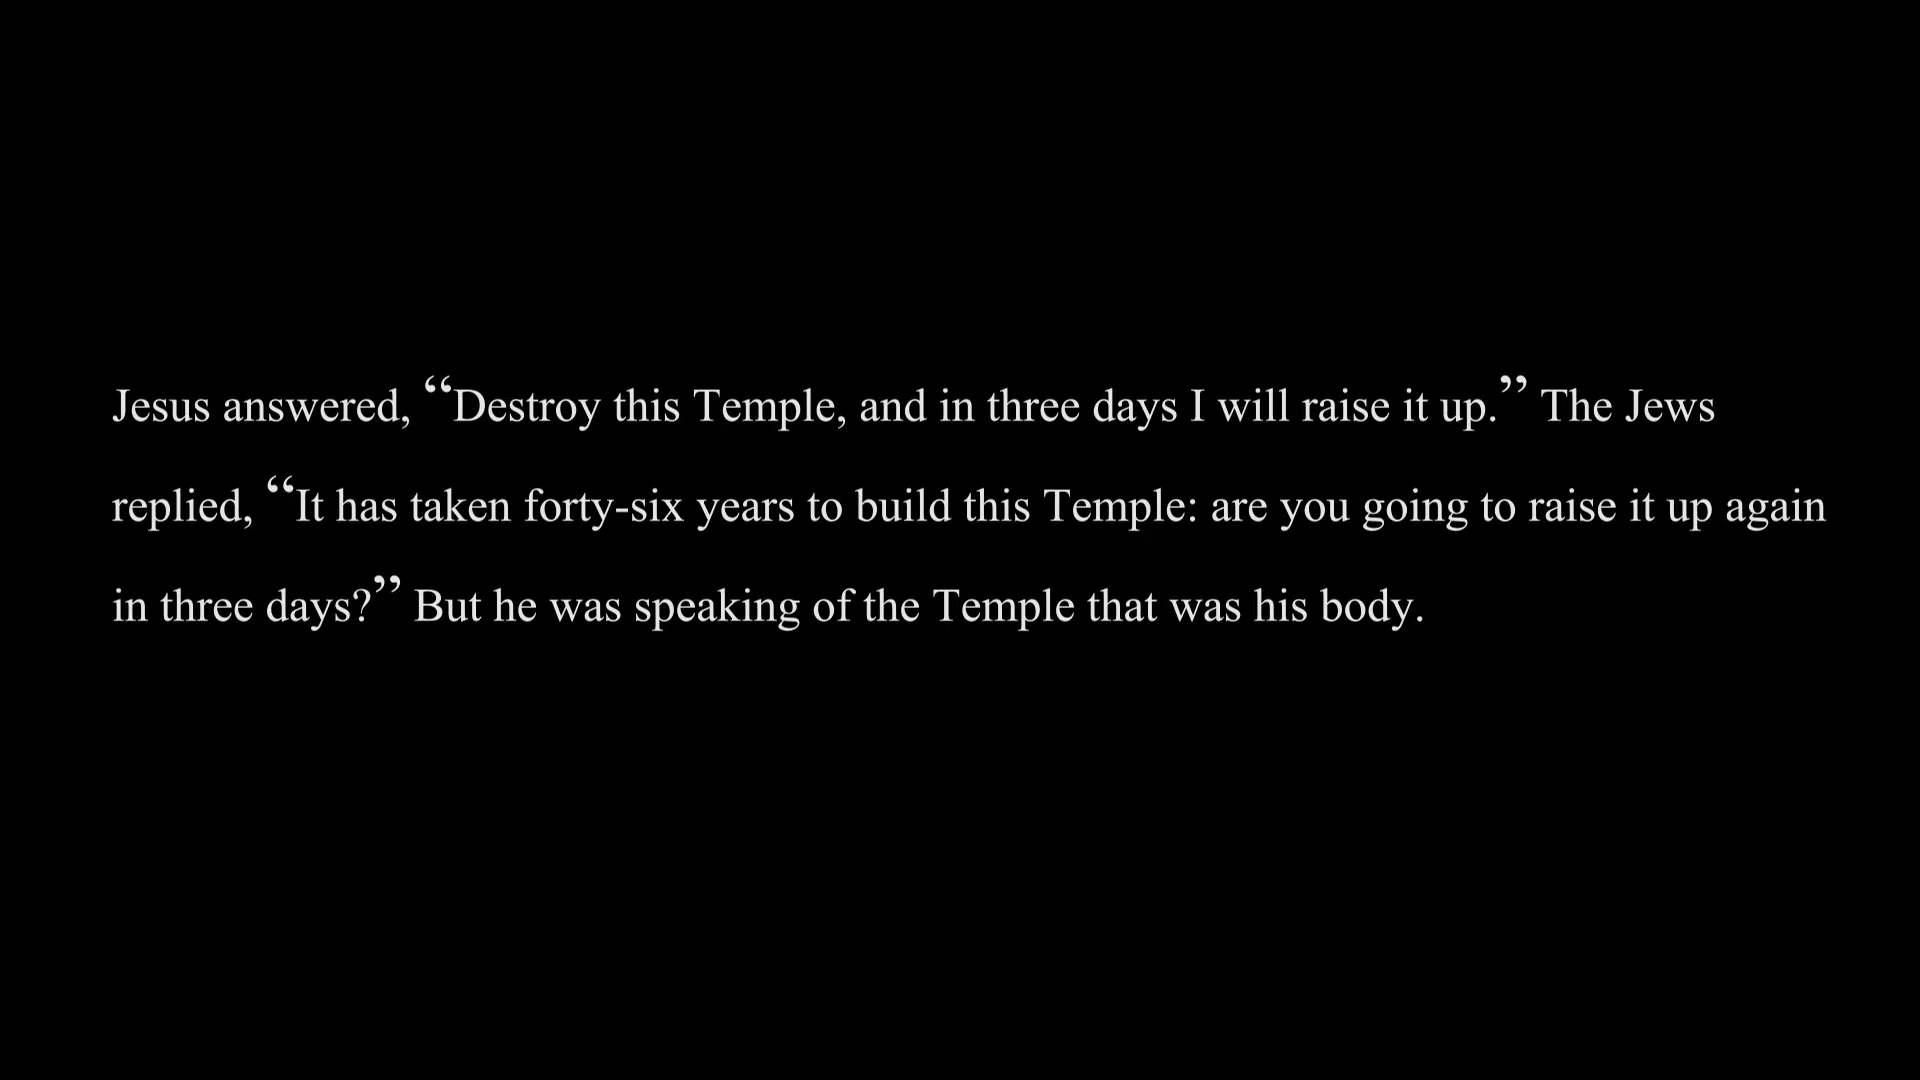 Jesus answered, “Destroy this Temple, and in three days I will raise it up.” The Jews
replied, “It has taken forty-six years to build this Temple: are you going to raise it up again
in three days?” But he was speaking of the Temple that was his body.